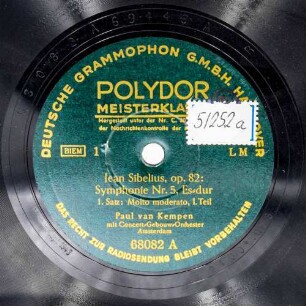 DEUTSCHE GRAMMOPHON G.M.B.H. HANNOVER
POLYDOR
MEISTERKLA
Hergestellt unter der Nr. C.
der Nachrichtenkontrolle der
51252a
BIEM
1
LM
Jean Sibelius, op. 82:
Symphonie Nr. 5, Es-dur
1. Satz: Molto moderato, 1. Teil
Paul van Kempen
mit Concert-Gebouw-Orchester
Amsterdam
68082 A
DAS RECHT ZUR RADIOSENDUNG BLEIBT VORBEHALTEN